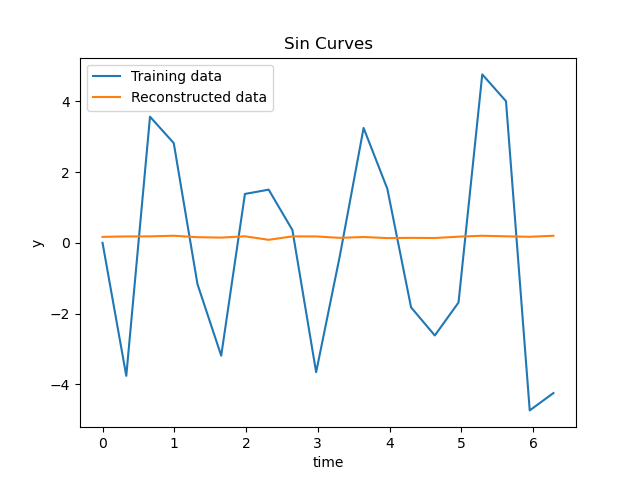 Sin Curves
Training data
Reconstructed data
4
2
0
−2
−4
y
0 1 2 3 4 5 6
time